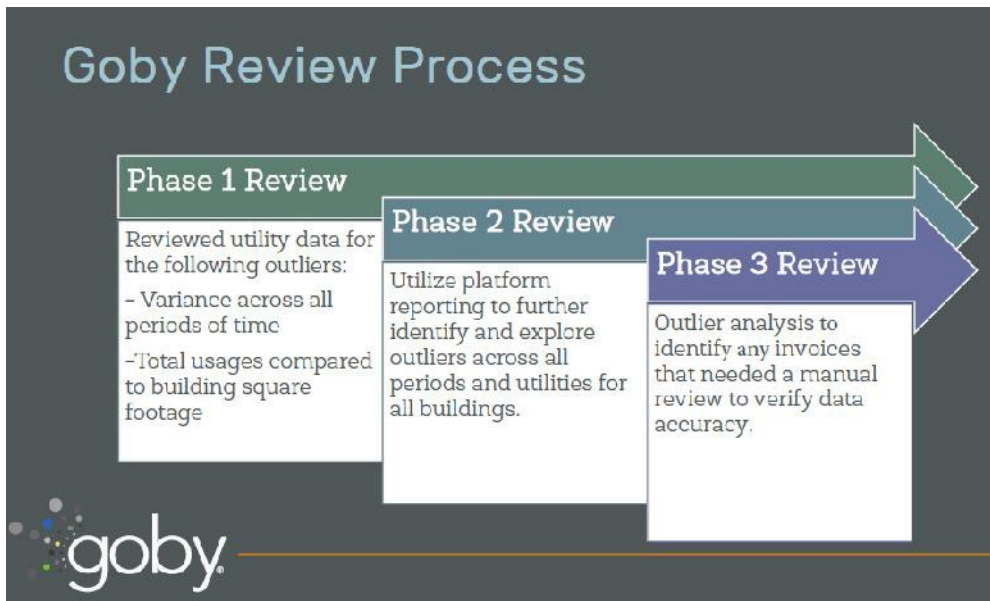 Goby Review Process
Phase 1 Review
Reviewed utility data for
the following outliers:
- Variance across all
periods of time
-Total usages compared
to building square
footage
Phase 2 Review
Utilize platform
reporting to further
identify and explore
outliers across all
periods and utilities for
all buildings.
Phase 3 Review
Outlier analysis to
identify any invoices
that needed a manual
review to verify data
accuracy.
goby®